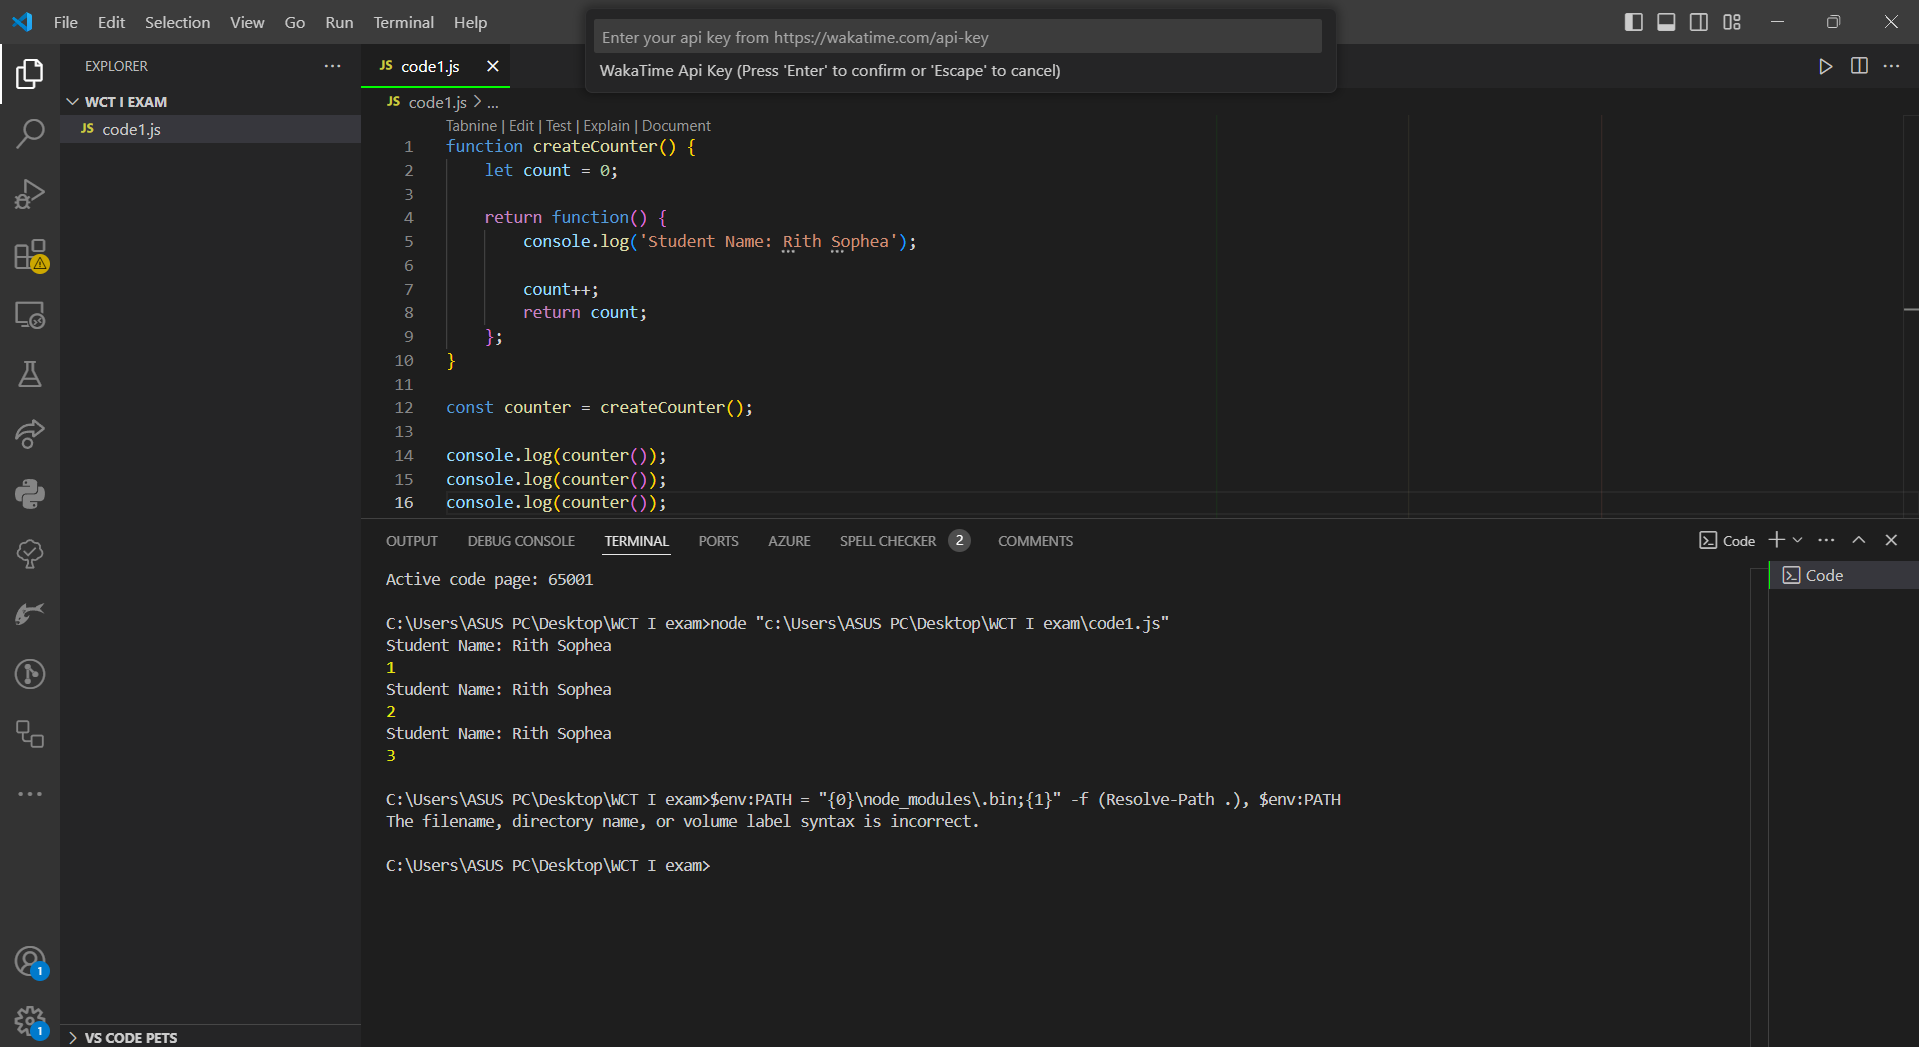 File Edit Selection View Go Run Terminal Help
Enter your api key from https://wakatime.com/api-key
WakaTime Api Key (Press 'Enter' to confirm or 'Escape' to cancel)
EXPLORER
WCT I EXAM
JS code1.js
JS code1.js
JS code1.js > ...
Tabnine | Edit | Test | Explain | Document
1 function createCounter() {
2 let count = 0;
3
4 return function() {
5 console.log('Student Name: Rith Sophea');
6
7 count++;
8 return count;
9 };
10 }
11
12 const counter = createCounter();
13
14 console.log(counter());
15 console.log(counter());
16 console.log(counter());
OUTPUT DEBUG CONSOLE TERMINAL PORTS AZURE SPELL CHECKER 2 COMMENTS
Code
Code
Active code page: 65001
C:\Users\ASUS PC\Desktop\WCT I exam>node "c:\Users\ASUS PC\Desktop\WCT I exam\code1.js"
Student Name: Rith Sophea
1
Student Name: Rith Sophea
2
Student Name: Rith Sophea
3
C:\Users\ASUS PC\Desktop\WCT I exam>$env:PATH = "{0}\node_modules\.bin;{1}" -f (Resolve-Path .), $env:PATH
The filename, directory name, or volume label syntax is incorrect.
C:\Users\ASUS PC\Desktop\WCT I exam>
1
1
VS CODE PETS